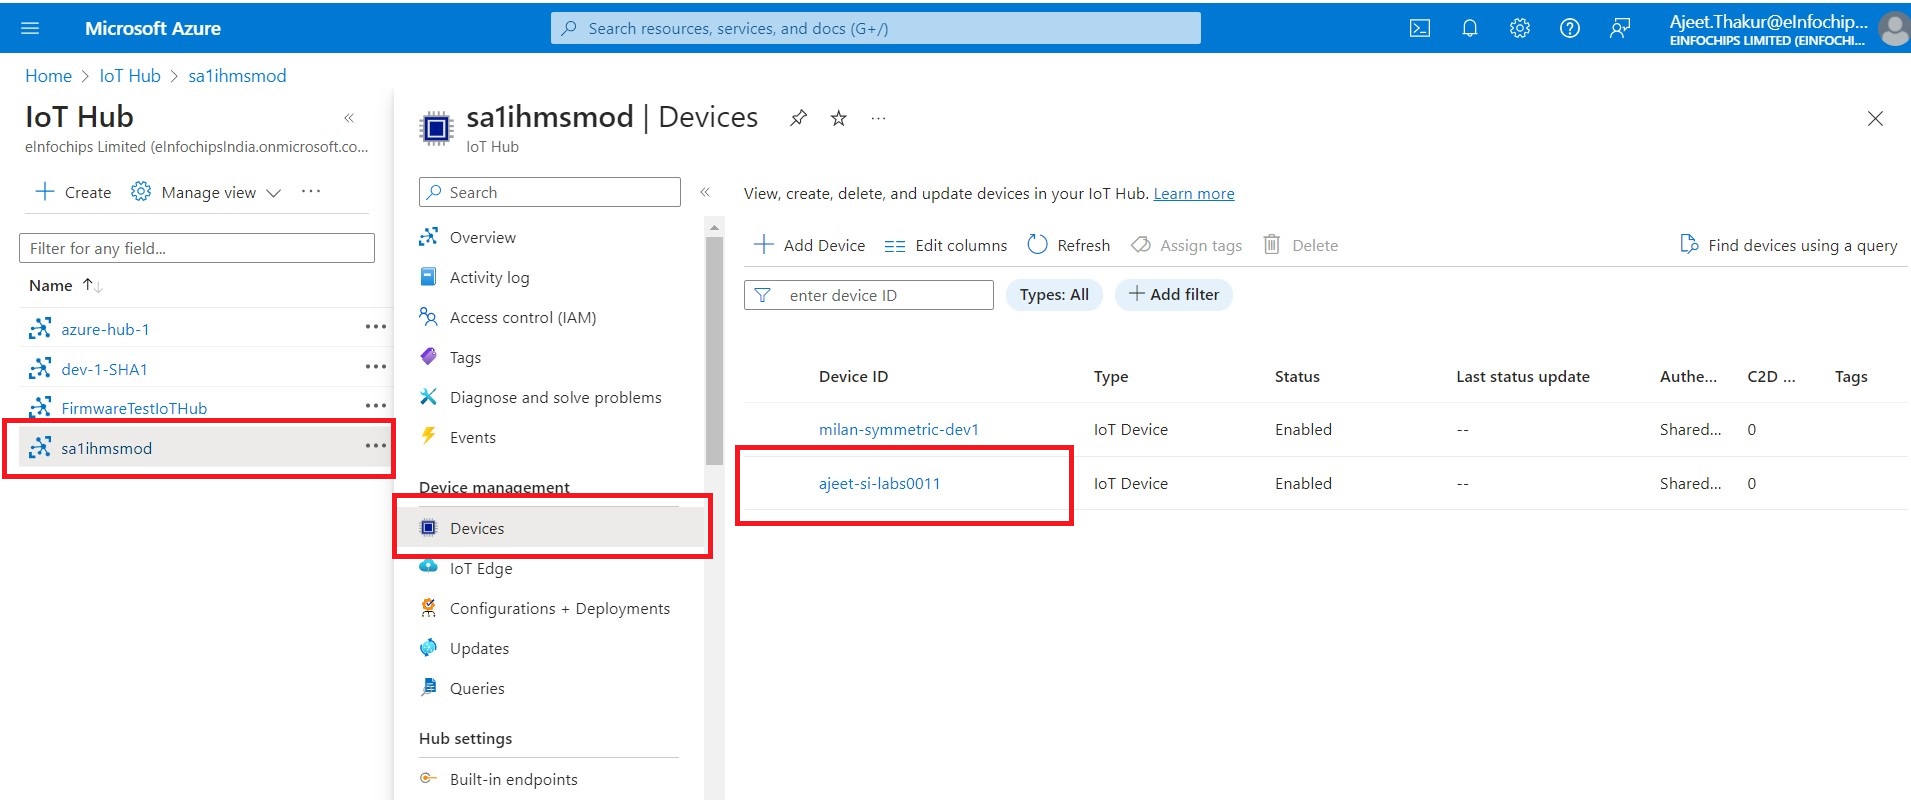 Microsoft Azure
Search resources, services, and docs (G+/)
Ajeet.Thakur@eInfochip...
EINFOCHIPS LIMITED (EINFOCHI...
Home > IoT Hub > sa1ihmsmod
IoT Hub
eInfochips Limited (eInfochipsIndia.onmicrosoft.co...
Create Manage view ...
Filter for any field...
Name
azure-hub-1
dev-1-SHA1
FirmwareTestIoTHub
sa1ihmsmod
sa1ihmsmod | Devices
IoT Hub
Search
Overview
Activity log
Access control (IAM)
Tags
Diagnose and solve problems
Events
Device management
Devices
IoT Edge
Configurations + Deployments
Updates
Queries
Hub settings
Built-in endpoints
View, create, delete, and update devices in your IoT Hub. Learn more
Add Device Edit columns Refresh Assign tags Delete Find devices using a query
enter device ID Types: All Add filter
Device ID Type Status Last status update Authe... C2D ... Tags
milan-symmetric-dev1 IoT Device Enabled -- Shared... 0
ajeet-si-labs0011 IoT Device Enabled -- Shared... 0